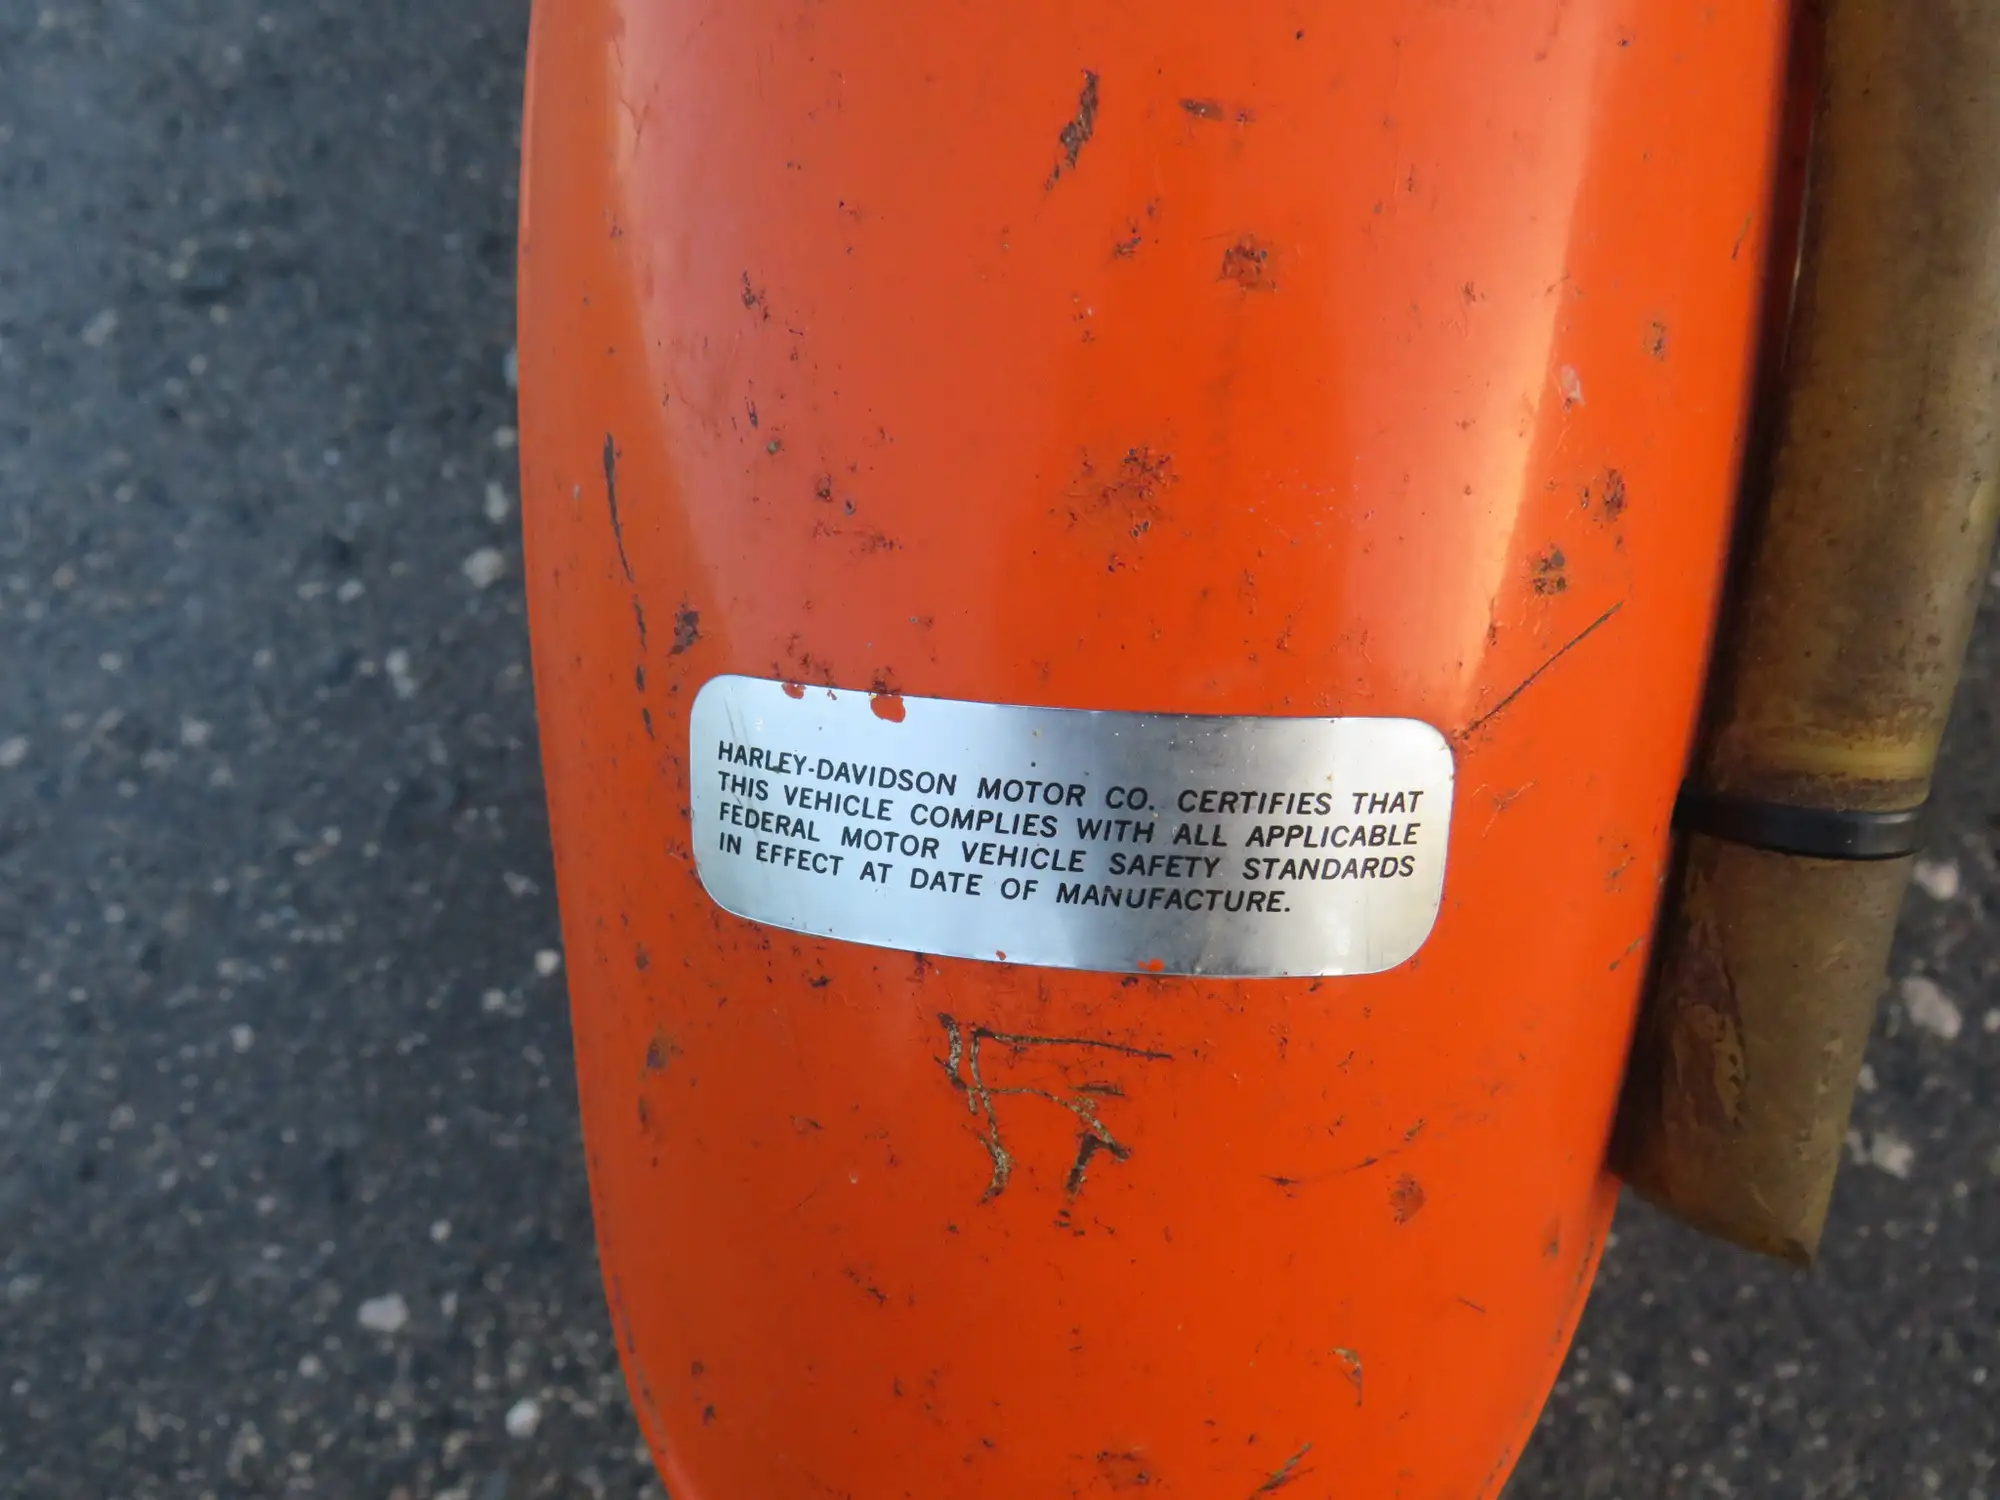 HARLEY-DAVIDSON MOTOR CO. CERTIFIES THAT
THIS VEHICLE COMPLIES WITH ALL APPLICABLE
FEDERAL MOTOR VEHICLE SAFETY STANDARDS
IN EFFECT AT DATE OF MANUFACTURE.